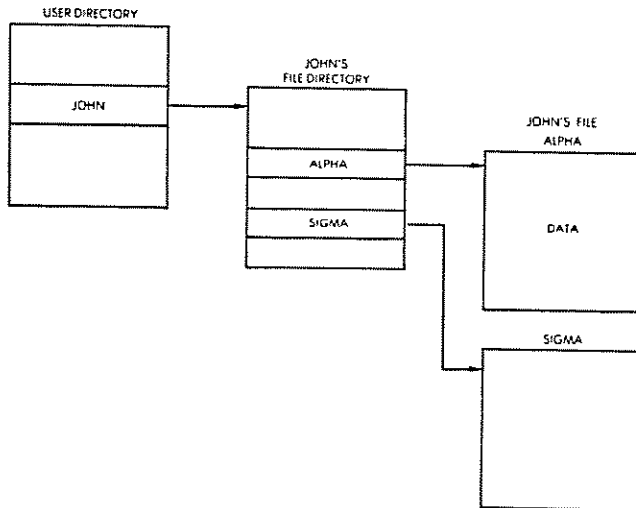 USER DIRECTORY
JOHN
JOHN'S
FILE DIRECTORY
ALPHA
SIGMA
JOHN'S FILE
ALPHA
DATA
SIGMA